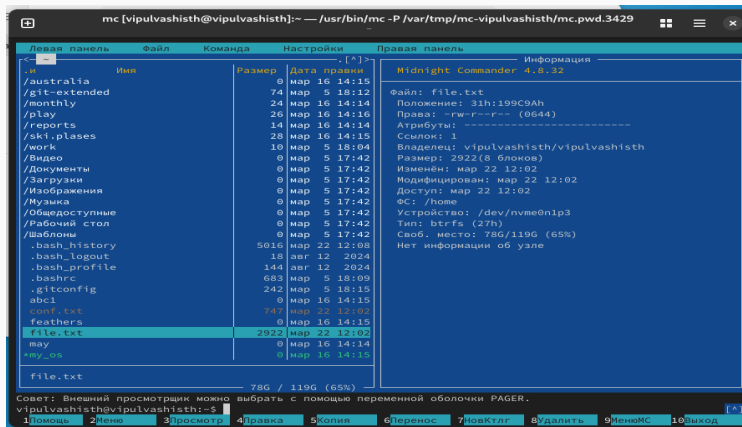 mc [vipulvashisth@vipulvashisth]:~ — /usr/bin/mc -P /var/tmp/mc-vipulvashisth/mc.pwd.3429
Левая панель Файл Команда Настройки Правая панель
<— ~ .[^]>
.и Имя Размер Дата правки
/australia 0 мар 16 14:15
/git-extended 74 мар 5 18:12
/monthly 24 мар 16 14:14
/play 26 мар 16 14:16
/reports 14 мар 16 14:14
/ski.plases 28 мар 16 14:15
/work 10 мар 5 18:04
/Видео 0 мар 5 17:42
/Документы 0 мар 5 17:42
/Загрузки 0 мар 5 17:42
/Изображения 0 мар 5 17:42
/Музыка 0 мар 5 17:42
/Общедоступные 0 мар 5 17:42
/Рабочий стол 0 мар 5 17:42
/Шаблоны 0 мар 5 17:42
.bash_history 5016 мар 22 12:08
.bash_logout 18 авг 12 2024
.bash_profile 144 авг 12 2024
.bashrc 683 мар 5 18:09
.gitconfig 242 мар 5 18:15
abc1 0 мар 16 14:15
conf.txt 747 мар 22 12:02
feathers 0 мар 16 14:15
file.txt 2922 мар 22 12:02
may 0 мар 16 14:14
*my_os 0 мар 16 14:15
file.txt
78G / 119G (65%)
Информация
Midnight Commander 4.8.32
Файл: file.txt
Положение: 31h:199C9Ah
Права: -rw-r--r-- (0644)
Атрибуты: --------------------------
Ссылок: 1
Владелец: vipulvashisth/vipulvashisth
Размер: 2922(8 блоков)
Изменён: мар 22 12:02
Модифицирован: мар 22 12:02
Доступ: мар 22 12:02
ФС: /home
Устройство: /dev/nvme0n1p3
Тип: btrfs (27h)
Своб. место: 78G/119G (65%)
Нет информации об узле
Совет: Внешний просмотрщик можно выбрать с помощью переменной оболочки PAGER.
vipulvashisth@vipulvashisth:~$ [^]
1Помощь 2Меню 3Просмотр 4Правка 5Копия 6Перенос 7НовКтлг 8Удалить 9МенюМС 10Выход